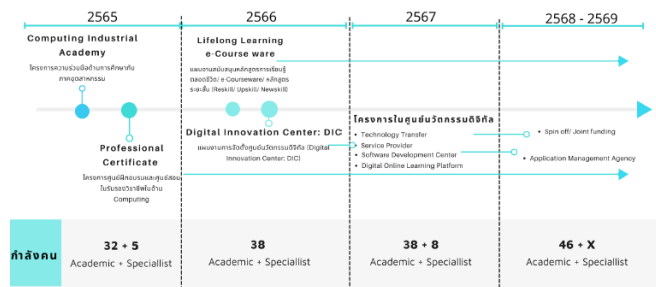 2565
2566
2567
2568 - 2569
Computing Industrial
Academy
โครงการความร่วมมือด้านการศึกษากับ
ภาคอุตสาหกรรม
Lifelong Learning
e-Course ware
แผนงานสนับสนุนหลักสูตรการเรียนรู้
ตลอดชีวิต/ e-Courseware/ หลักสูตร
ระยะสั้น (Reskill/ Upskill/ Newskill)
Professional
Certificate
โครงการศูนย์ฝึกอบรมและศูนย์สอบ
ใบรับรองวิชาชีพในด้าน
Computing
Digital Innovation Center: DIC
แผนงานการจัดตั้งศูนย์นวัตกรรมดิจิทัล (Digital
Innovation Center: DIC)
โครงการในศูนย์นวัตกรรมดิจิทัล
• Technology Transfer
• Service Provider
• Software Development Center
• Digital Online Learning Platform
• Spin off/ Joint funding
• Application Management Agency
กำลังคน
32 + 5
Academic + Speciallist
38
Academic + Speciallist
38 + 8
Academic + Speciallist
46 + X
Academic + Speciallist